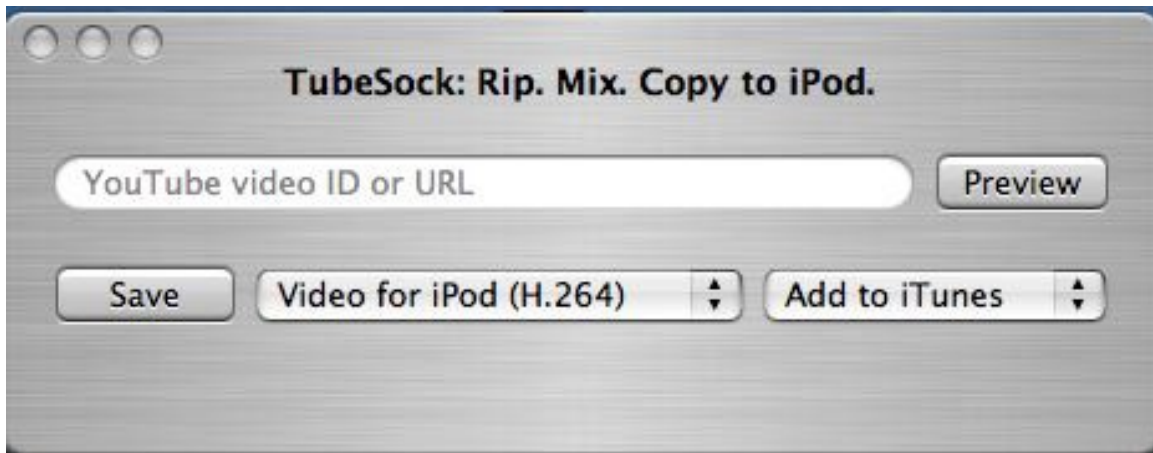 TubeSock: Rip. Mix. Copy to iPod.
YouTube video ID or URL Preview
Save Video for iPod (H.264) Add to iTunes